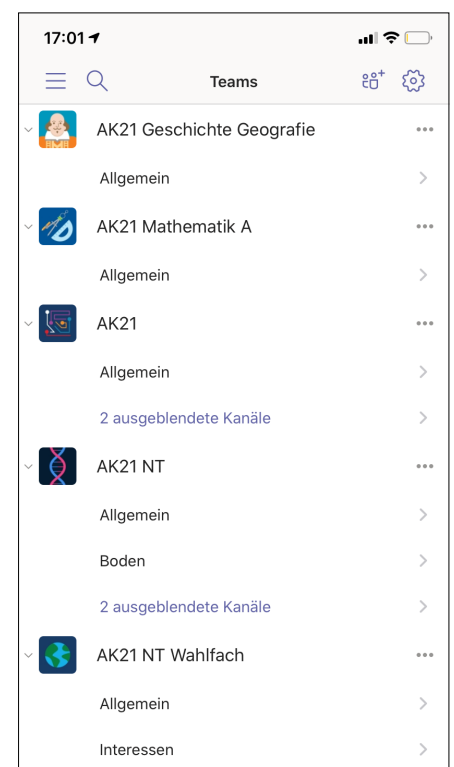 17:01
Teams
AK21 Geschichte Geografie
Allgemein
AK21 Mathematik A
Allgemein
AK21
Allgemein
2 ausgeblendete Kanäle
AK21 NT
Allgemein
Boden
2 ausgeblendete Kanäle
AK21 NT Wahlfach
Allgemein
Interessen